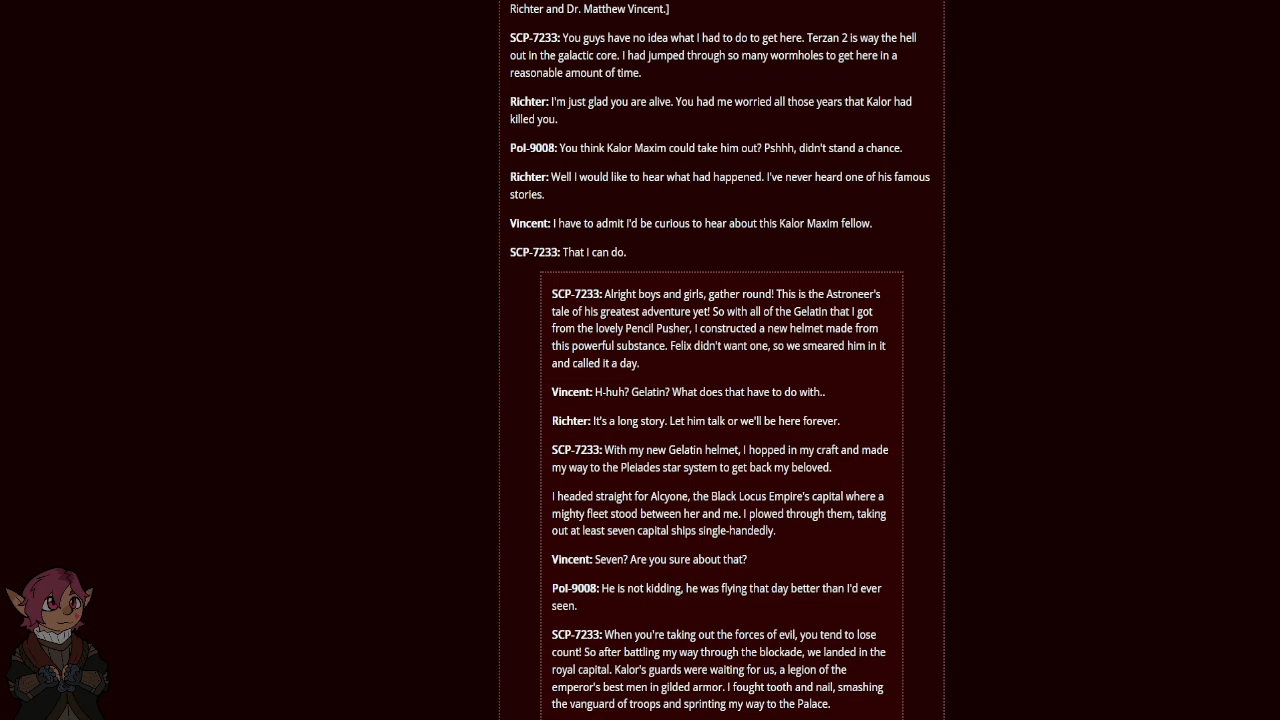 Richter and Dr. Matthew Vincent.]
SCP-7233: You guys have no idea what I had to do to get here. Terzan 2 is way the hell
out in the galactic core. I had jumped through so many wormholes to get here in a
reasonable amount of time.
Richter: I'm just glad you are alive. You had me worried all those years that Kalor had
killed you.
PoI-9008: You think Kalor Maxim could take him out? Pshhh, didn't stand a chance.
Richter: Well I would like to hear what had happened. I've never heard one of his famous
stories.
Vincent: I have to admit I'd be curious to hear about this Kalor Maxim fellow.
SCP-7233: That I can do.
SCP-7233: Alright boys and girls, gather round! This is the Astroneer's
tale of his greatest adventure yet! So with all of the Gelatin that I got
from the lovely Pencil Pusher, I constructed a new helmet made from
this powerful substance. Felix didn't want one, so we smeared him in it
and called it a day.
Vincent: H-huh? Gelatin? What does that have to do with..
Richter: It's a long story. Let him talk or we'll be here forever.
SCP-7233: With my new Gelatin helmet, I hopped in my craft and made
my way to the Pleiades star system to get back my beloved.
I headed straight for Alcyone, the Black Locus Empire's capital where a
mighty fleet stood between her and me. I plowed through them, taking
out at least seven capital ships single-handedly.
Vincent: Seven? Are you sure about that?
PoI-9008: He is not kidding, he was flying that day better than I'd ever
seen.
SCP-7233: When you're taking out the forces of evil, you tend to lose
count! So after battling my way through the blockade, we landed in the
royal capital. Kalor's guards were waiting for us, a legion of the
emperor's best men in gilded armor. I fought tooth and nail, smashing
the vanguard of troops and sprinting my way to the Palace.